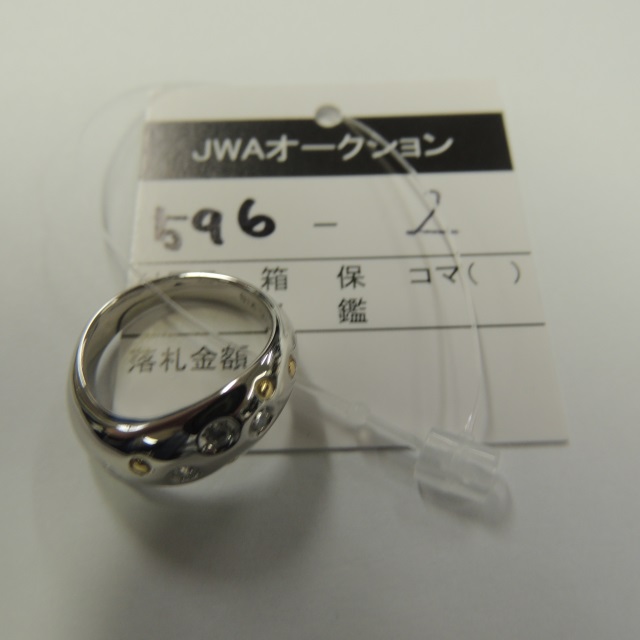 JWAオークション
596 - 2
箱 保 コマ( )
鑑
落札金額